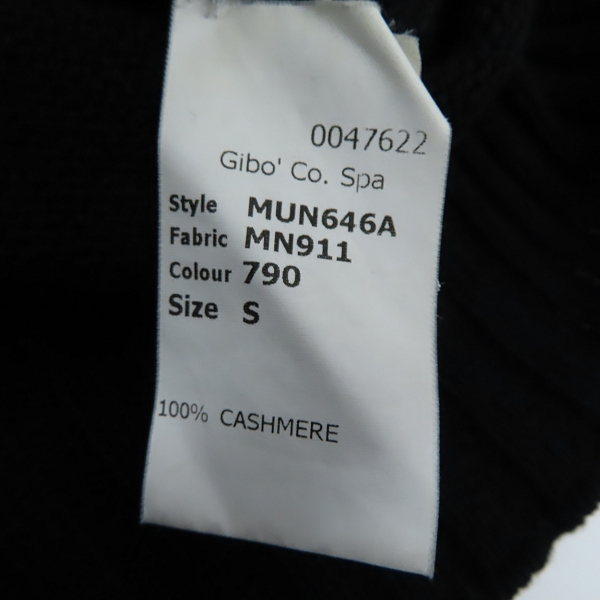 0047622
Gibo' Co. Spa
Style MUN646A
Fabric MN911
Colour 790
Size S
100% CASHMERE